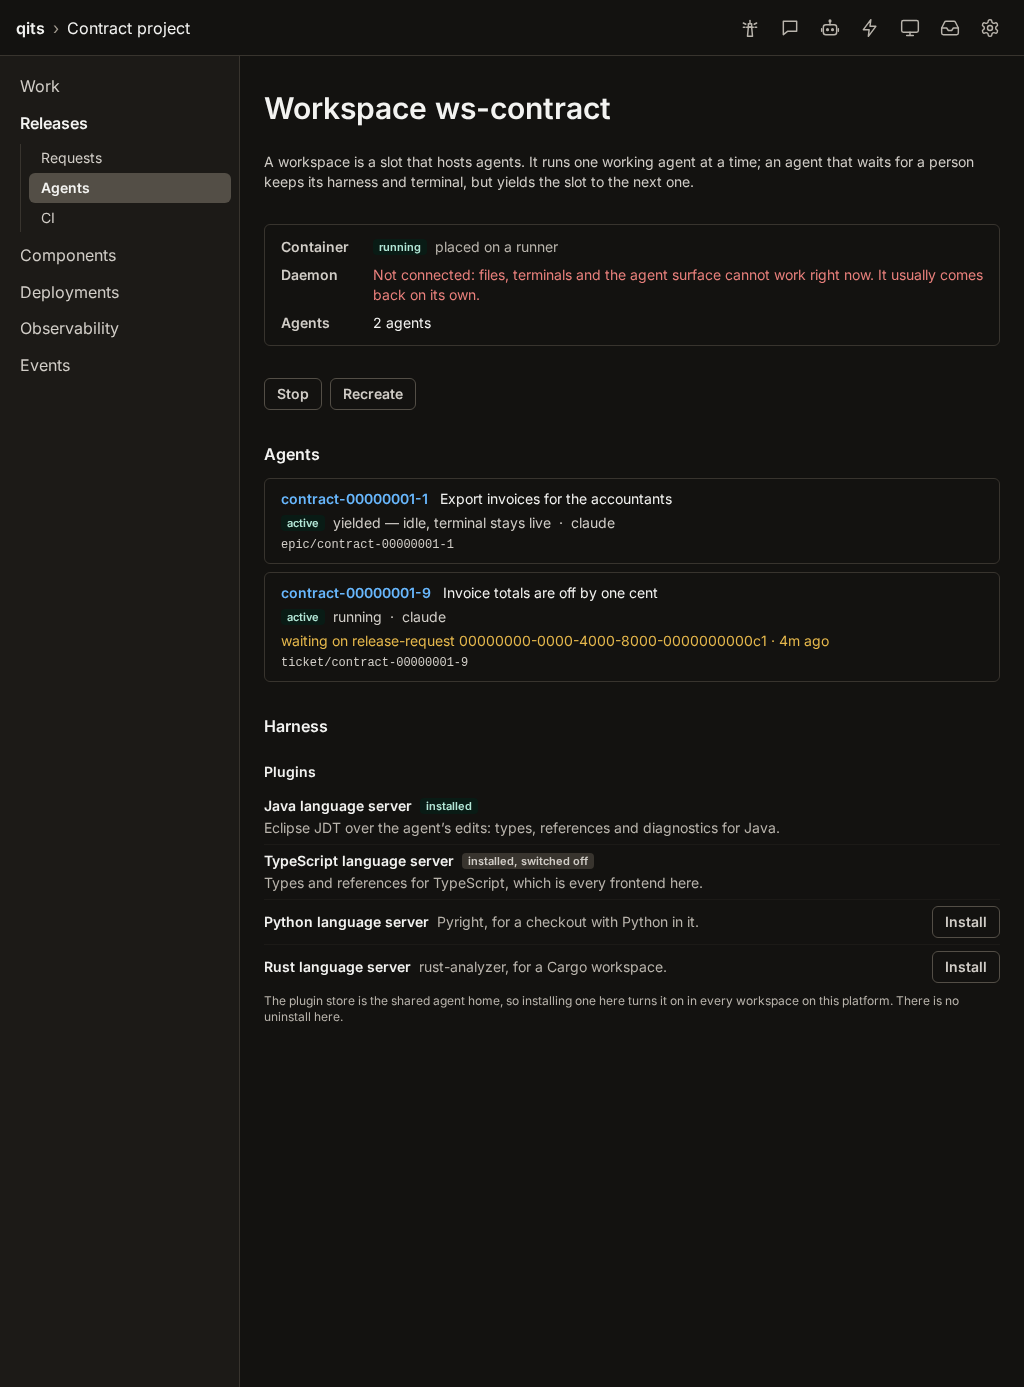 qits › Contract project
Work
Releases
Requests
Agents
CI
Components
Deployments
Observability
Events
Workspace ws-contract
A workspace is a slot that hosts agents. It runs one working agent at a time; an agent that waits for a person
keeps its harness and terminal, but yields the slot to the next one.
Container running placed on a runner
Daemon Not connected: files, terminals and the agent surface cannot work right now. It usually comes
back on its own.
Agents 2 agents
Stop Recreate
Agents
contract-00000001-1 Export invoices for the accountants
active yielded — idle, terminal stays live · claude
epic/contract-00000001-1
contract-00000001-9 Invoice totals are off by one cent
active running · claude
waiting on release-request 00000000-0000-4000-8000-0000000000c1 · 4m ago
ticket/contract-00000001-9
Harness
Plugins
Java language server installed
Eclipse JDT over the agent’s edits: types, references and diagnostics for Java.
TypeScript language server installed, switched off
Types and references for TypeScript, which is every frontend here.
Python language server Pyright, for a checkout with Python in it. Install
Rust language server rust-analyzer, for a Cargo workspace. Install
The plugin store is the shared agent home, so installing one here turns it on in every workspace on this platform. There is no
uninstall here.